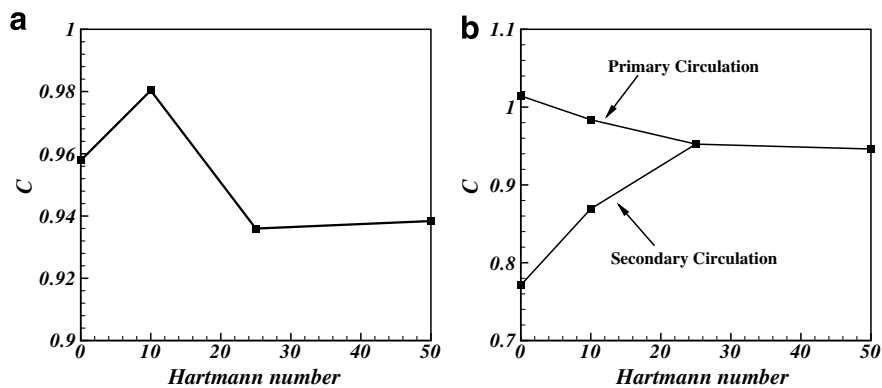 a
1
0.98
0.96
0.94
0.92
0.9
C
0 10 20 30 40 50
Hartmann number
b
1.1
1
0.9
0.8
0.7
C
Primary Circulation
Secondary Circulation
0 10 20 30 40 50
Hartmann number